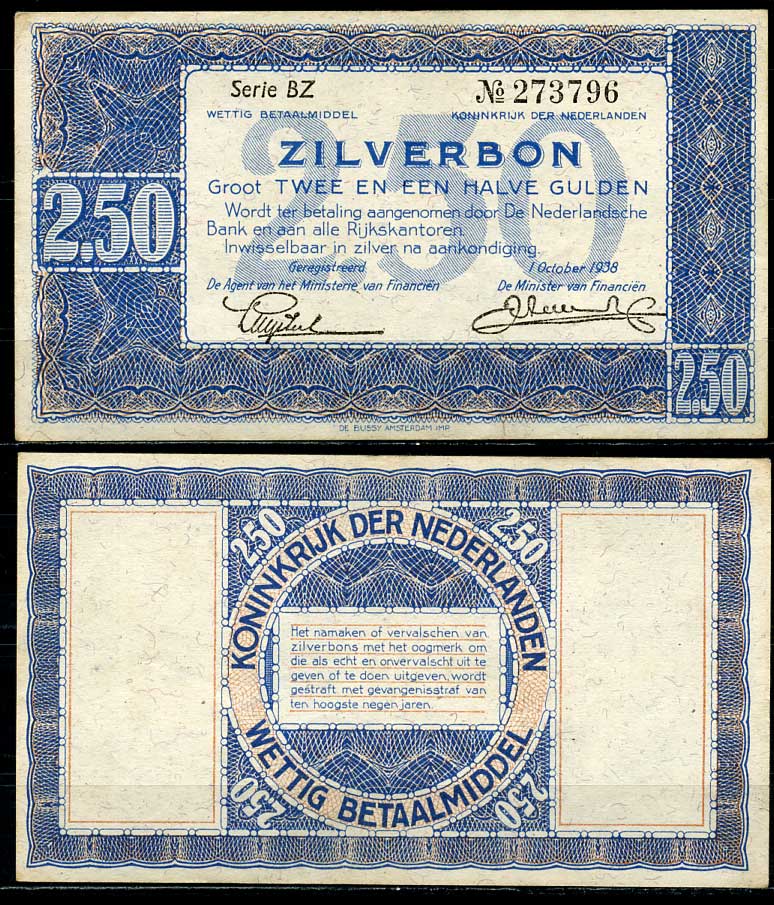 Serie BZ
№ 273796
WETTIG BETAALMIDDEL
KONINKRIJK DER NEDERLANDEN
2.50
ZILVERBON
Groot TWEE EN EEN HALVE GULDEN
2.50
Wordt ter betaling aangenomen door De Nederlandsche
Bank en aan alle Rijkskantoren.
Inwisselbaar in zilver na aankondiging.
Geregistreerd
1 October 1938
De Agent van het Ministerie van Financiën
De Minister van Financiën
2.50
DE BUSSY AMSTERDAM IMP.
2.50
2.50
KONINKRIJK DER NEDERLANDEN
Het namaken of vervalschen van
zilverbons met het oogmerk om
die als echt en onvervalscht uit te
geven of te doen uitgeven, wordt
gestraft met gevangenisstraf van
ten hoogste negen jaren.
WETTIG BETAALMIDDEL
2.50
2.50